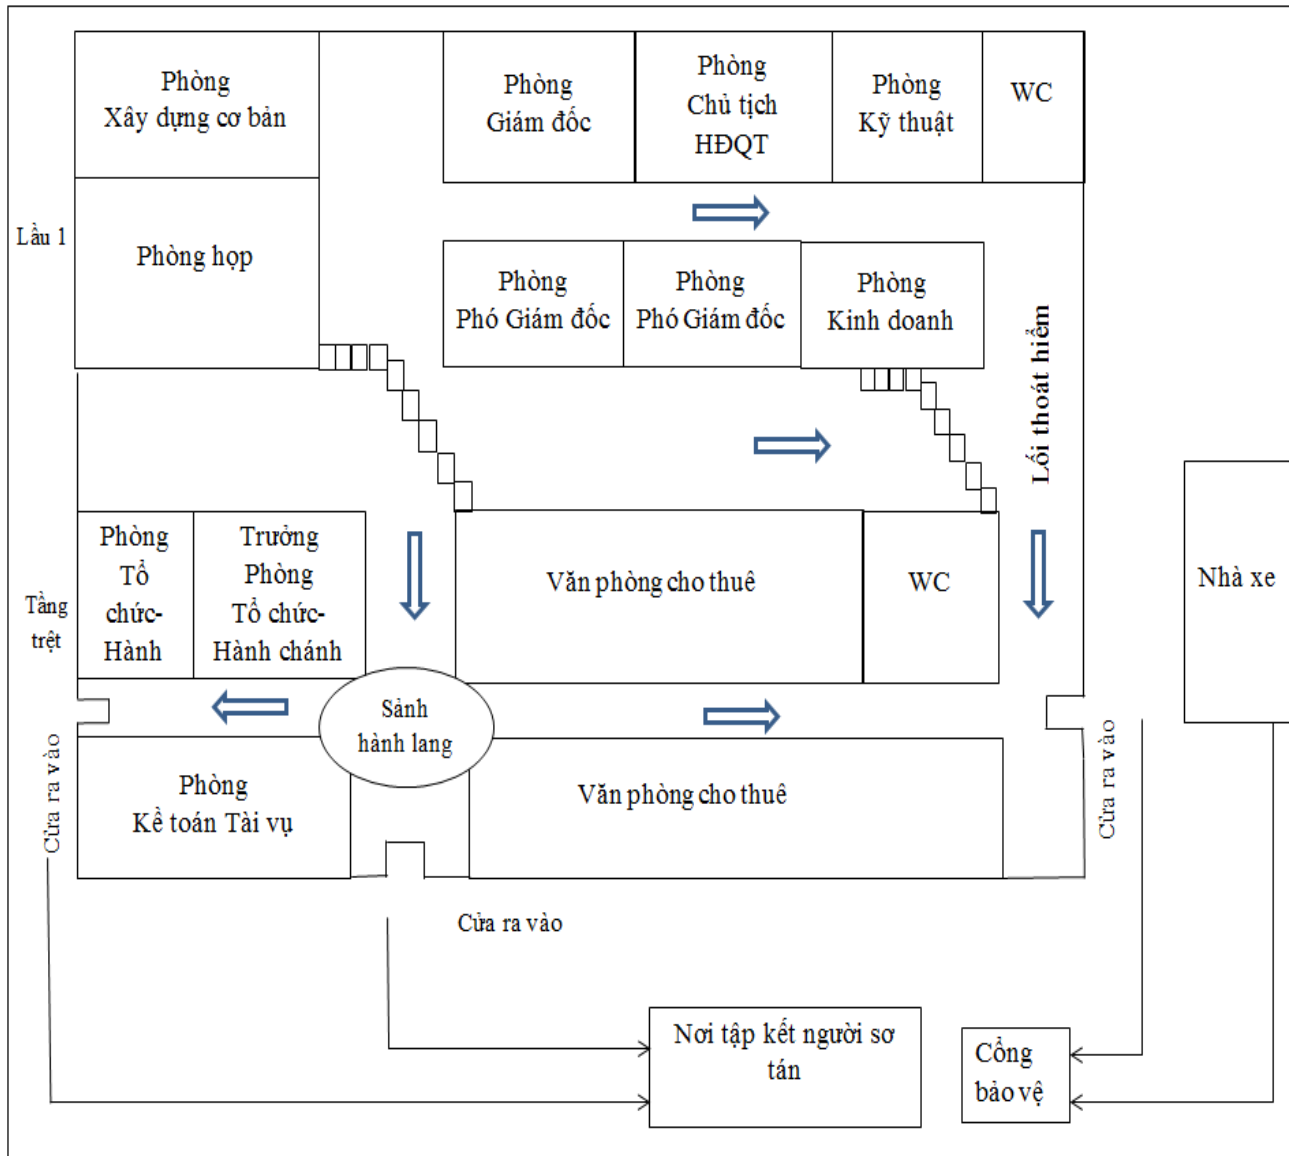 Phòng
Xây dựng cơ bản
Phòng
Giám đốc
Phòng
Chủ tịch
HĐQT
Phòng
Kỹ thuật
WC
Lầu 1
Phòng họp
Phòng
Phó Giám đốc
Phòng
Phó Giám đốc
Phòng
Kinh doanh
Lối thoát hiểm
Tầng
trệt
Phòng
Tổ
chức-
Hành
Trưởng
Phòng
Tổ chức-
Hành chánh
Văn phòng cho thuê
WC
Nhà xe
Sảnh
hành lang
Cửa ra vào
Phòng
Kề toán Tài vụ
Văn phòng cho thuê
Cửa ra vào
Cửa ra vào
Nơi tập kết người sơ
tán
Cổng
bảo vệ